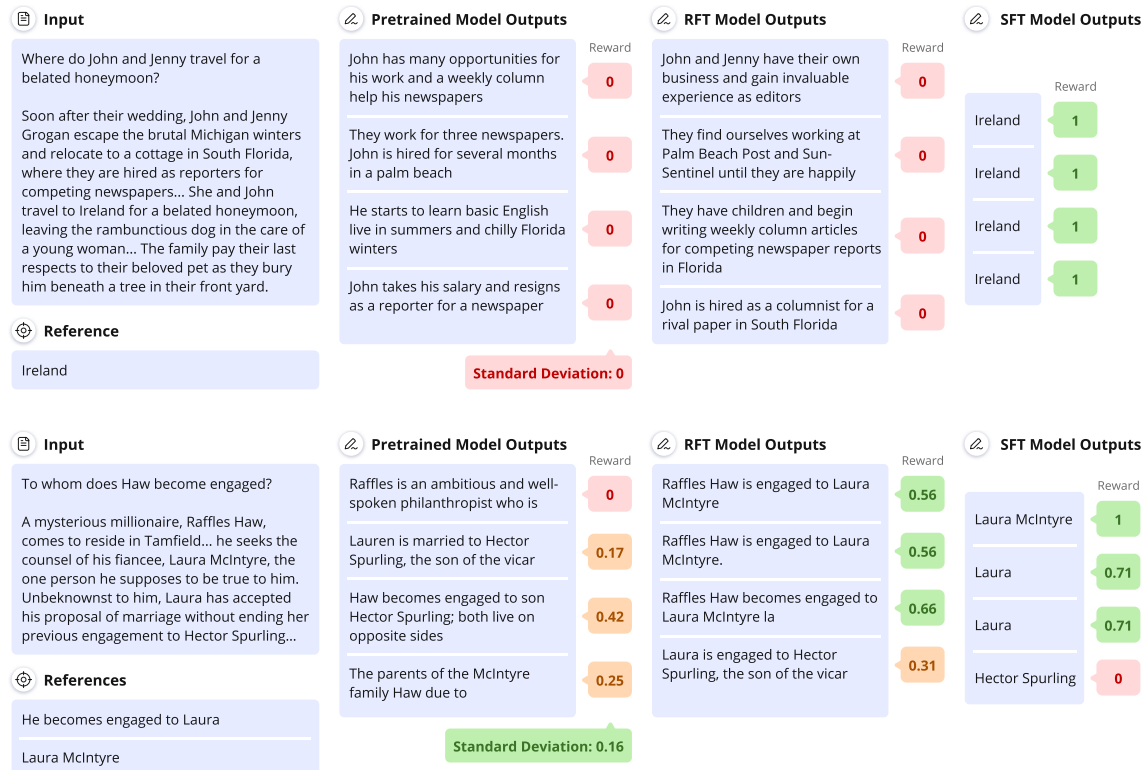 Input
Where do John and Jenny travel for a
belated honeymoon?
Soon after their wedding, John and Jenny
Grogan escape the brutal Michigan winters
and relocate to a cottage in South Florida,
where they are hired as reporters for
competing newspapers... She and John
travel to Ireland for a belated honeymoon,
leaving the rambunctious dog in the care of
a young woman... The family pay their last
respects to their beloved pet as they bury
him beneath a tree in their front yard.
Reference
Ireland
Pretrained Model Outputs
Reward
John has many opportunities for
his work and a weekly column
help his newspapers
0
They work for three newspapers.
John is hired for several months
in a palm beach
0
He starts to learn basic English
live in summers and chilly Florida
winters
0
John takes his salary and resigns
as a reporter for a newspaper
0
Standard Deviation: 0
RFT Model Outputs
Reward
John and Jenny have their own
business and gain invaluable
experience as editors
0
They find ourselves working at
Palm Beach Post and Sun-
Sentinel until they are happily
0
They have children and begin
writing weekly column articles
for competing newspaper reports
in Florida
0
John is hired as a columnist for a
rival paper in South Florida
0
SFT Model Outputs
Reward
Ireland
1
Ireland
1
Ireland
1
Ireland
1
Input
To whom does Haw become engaged?
A mysterious millionaire, Raffles Haw,
comes to reside in Tamfield... he seeks the
counsel of his fiancee, Laura McIntyre, the
one person he supposes to be true to him.
Unbeknownst to him, Laura has accepted
his proposal of marriage without ending her
previous engagement to Hector Spurling...
References
He becomes engaged to Laura
Laura McIntyre
Pretrained Model Outputs
Reward
Raffles is an ambitious and well-
spoken philanthropist who is
0
Lauren is married to Hector
Spurling, the son of the vicar
0.17
Haw becomes engaged to son
Hector Spurling; both live on
opposite sides
0.42
The parents of the McIntyre
family Haw due to
0.25
Standard Deviation: 0.16
RFT Model Outputs
Reward
Raffles Haw is engaged to Laura
McIntyre
0.56
Raffles Haw is engaged to Laura
McIntyre.
0.56
Raffles Haw becomes engaged to
Laura McIntyre la
0.66
Laura is engaged to Hector
Spurling, the son of the vicar
0.31
SFT Model Outputs
Reward
Laura McIntyre
1
Laura
0.71
Laura
0.71
Hector Spurling
0